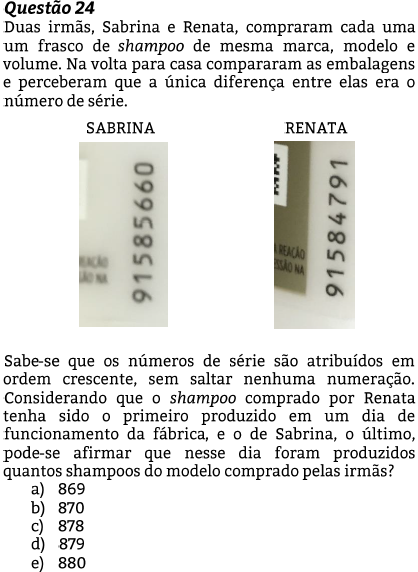 Questão 24
Duas irmãs, Sabrina e Renata, compraram cada uma
um frasco de shampoo de mesma marca, modelo e
volume. Na volta para casa compararam as embalagens
e perceberam que a única diferença entre elas era o
número de série.
SABRINA
RENATA
91585660
91584791
REAÇÃO
NA
Sabe-se que os números de série são atribuídos em
ordem crescente, sem saltar nenhuma numeração.
Considerando que o shampoo comprado por Renata
tenha sido o primeiro produzido em um dia de
funcionamento da fábrica, e o de Sabrina, o último,
pode-se afirmar que nesse dia foram produzidos
quantos shampoos do modelo comprado pelas irmãs?
a) 869
b) 870
c) 878
d) 879
e) 880